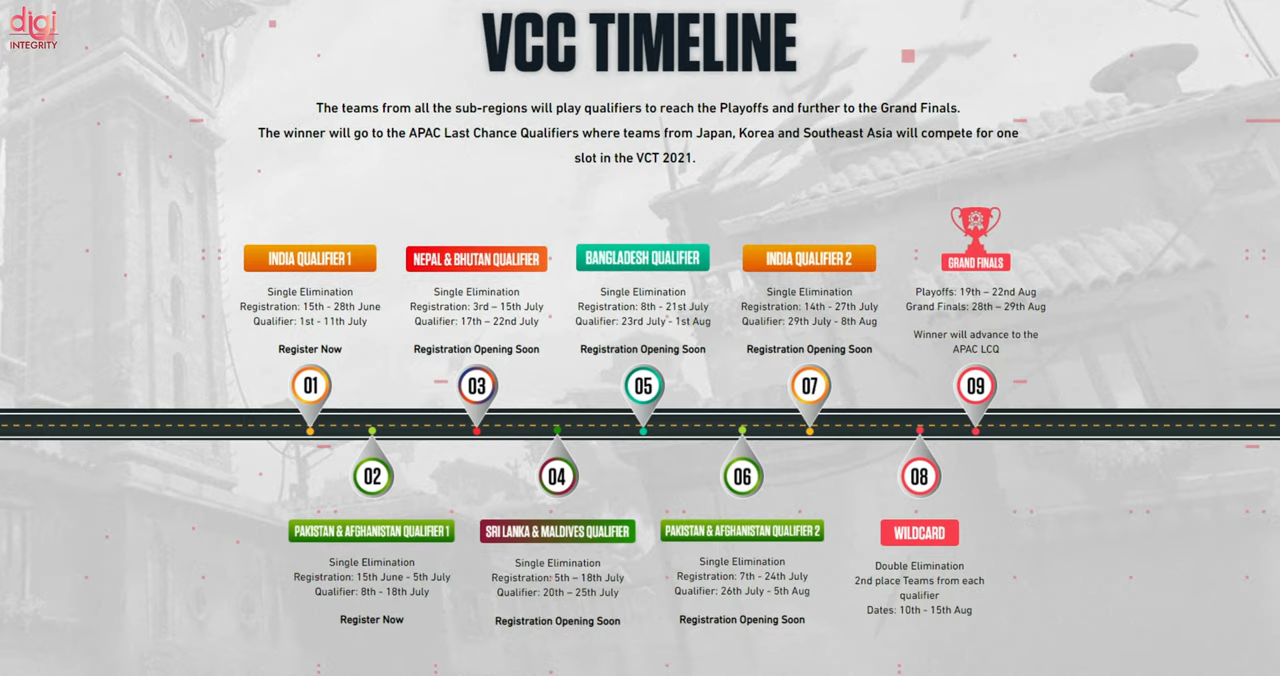 digi
INTEGRITY
VCC TIMELINE
The teams from all the sub-regions will play qualifiers to reach the Playoffs and further to the Grand Finals.
The winner will go to the APAC Last Chance Qualifiers where teams from Japan, Korea and Southeast Asia will compete for one
slot in the VCT 2021.
INDIA QUALIFIER 1
Single Elimination
Registration: 15th - 28th June
Qualifier: 1st - 11th July
Register Now
01
NEPAL & BHUTAN QUALIFIER
Single Elimination
Registration: 3rd – 15th July
Qualifier: 17th – 22nd July
Registration Opening Soon
03
BANGLADESH QUALIFIER
Single Elimination
Registration: 8th - 21st July
Qualifier: 23rd July - 1st Aug
Registration Opening Soon
05
INDIA QUALIFIER 2
Single Elimination
Registration: 14th - 27th July
Qualifier: 29th July - 8th Aug
Registration Opening Soon
07
GRAND FINALS
Playoffs: 19th – 22nd Aug
Grand Finals: 28th – 29th Aug
Winner will advance to the
APAC LCQ
09
02
PAKISTAN & AFGHANISTAN QUALIFIER 1
Single Elimination
Registration: 15th June - 5th July
Qualifier: 8th - 18th July
Register Now
04
SRI LANKA & MALDIVES QUALIFIER
Single Elimination
Registration: 5th – 18th July
Qualifier: 20th – 25th July
Registration Opening Soon
06
PAKISTAN & AFGHANISTAN QUALIFIER 2
Single Elimination
Registration: 7th - 24th July
Qualifier: 26th July - 5th Aug
Registration Opening Soon
08
WILDCARD
Double Elimination
2nd place Teams from each
qualifier
Dates: 10th - 15th Aug